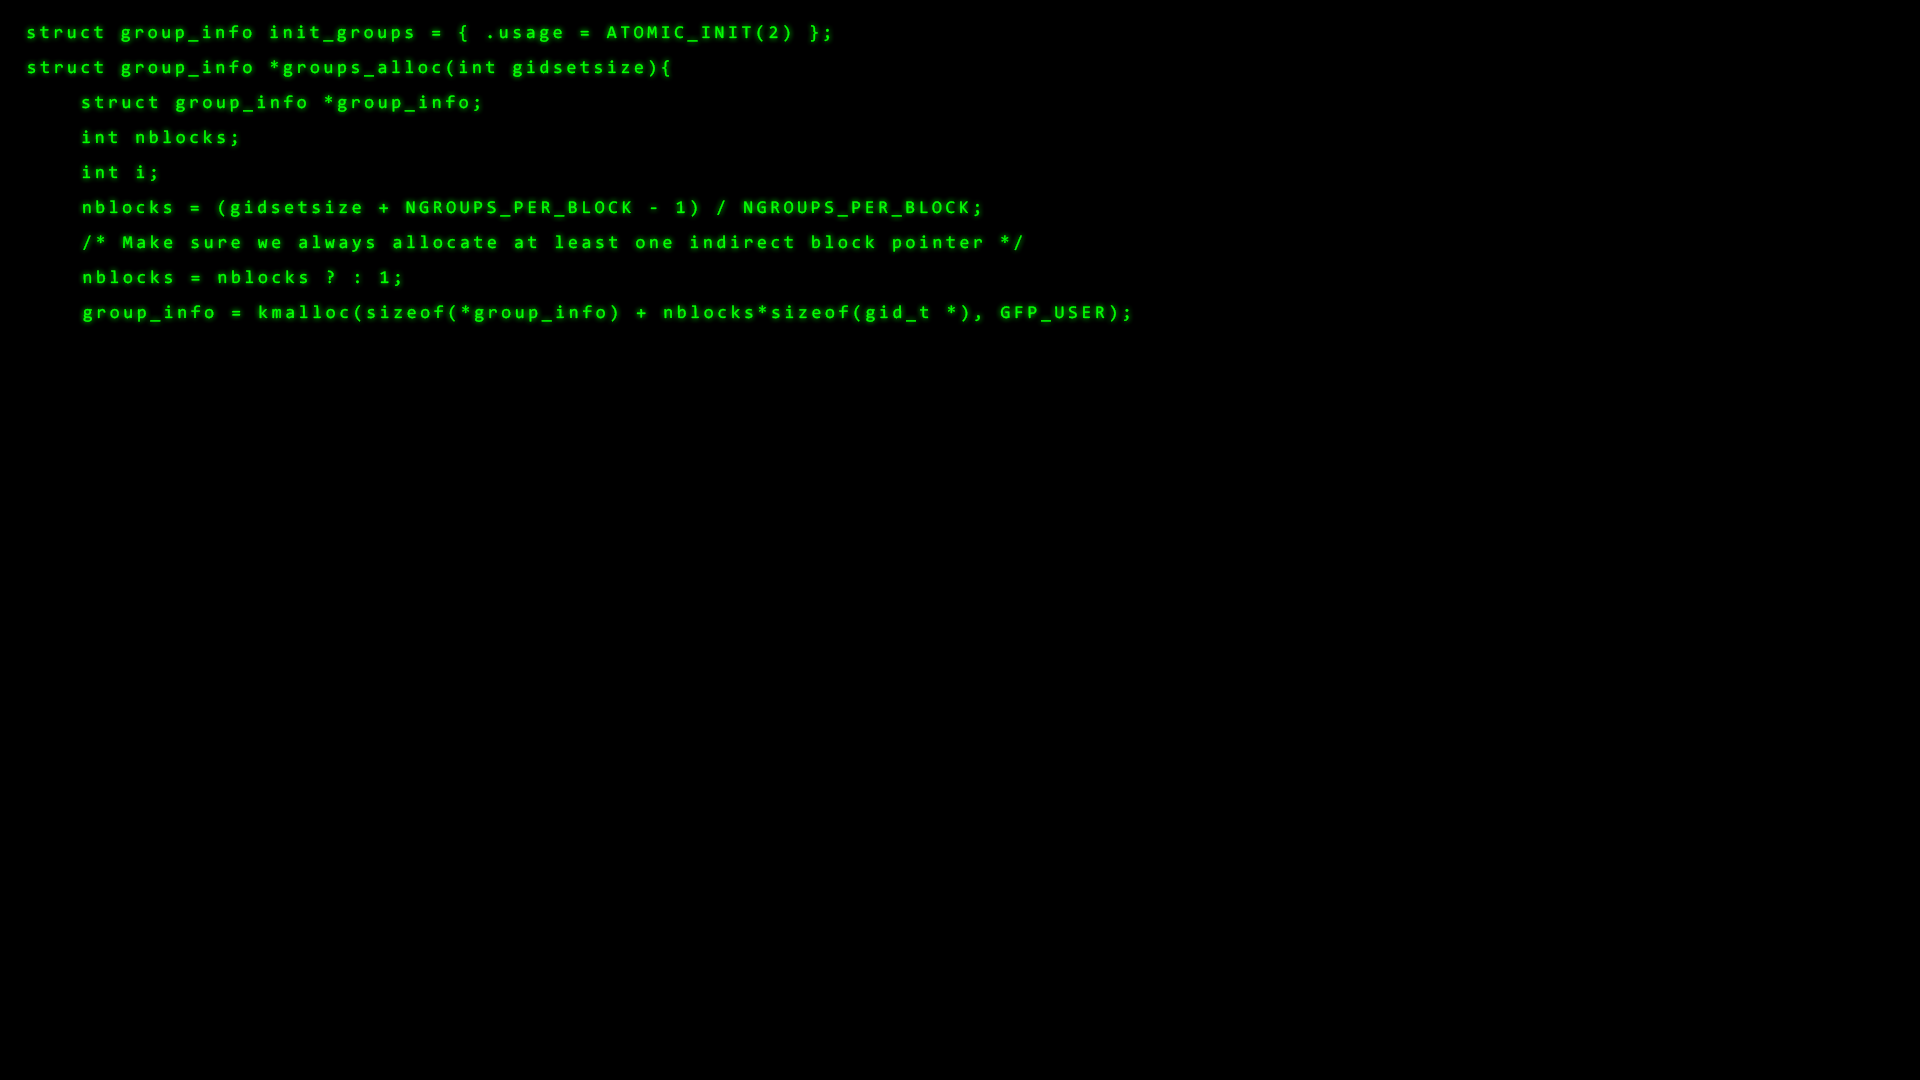 struct group_info init_groups = { .usage = ATOMIC_INIT(2) };
struct group_info *groups_alloc(int gidsetsize){
struct group_info *group_info;
int nblocks;
int i;
nblocks = (gidsetsize + NGROUPS_PER_BLOCK - 1) / NGROUPS_PER_BLOCK;
/* Make sure we always allocate at least one indirect block pointer */
nblocks = nblocks ? : 1;
group_info = kmalloc(sizeof(*group_info) + nblocks*sizeof(gid_t *), GFP_USER);